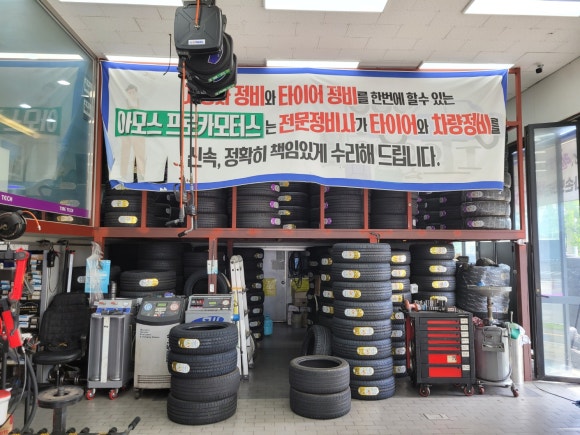 정비와 타이어 정비를 한번에 할수 있는
아모스 프로카모터스는 전문정비사가 타이어와 차량정비를
신속, 정확히 책임있게 수리해 드립니다.